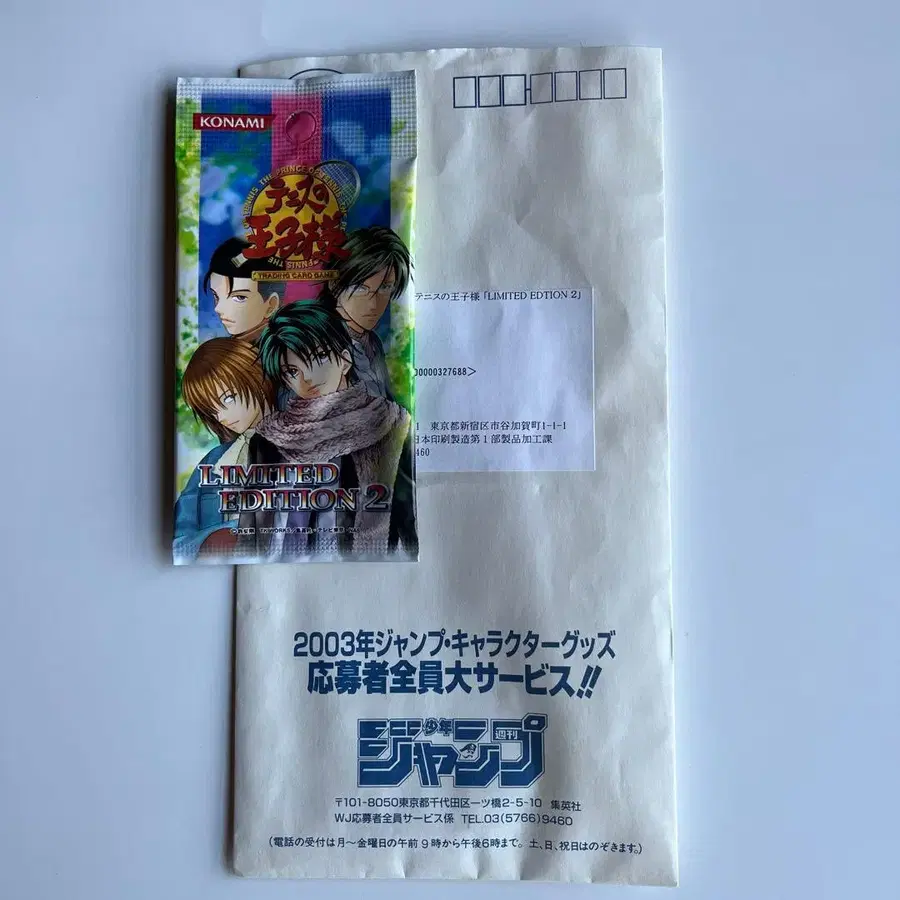 KONAMI
THE PRINCE OF TENNIS THE
テニスの
王子様
TRADING CARD GAME
LIMITED
EDITION 2
テニスの王子様「LIMITED EDTION 2」
00000327688>
1 東京都新宿区市谷加賀町1-1-1
本印刷製造第1部製品加工課
460
2003年ジャンプ・キャラクターグッズ
応募者全員大サービス!!
週刊
少年
ジャンプ
〒101-8050東京都千代田区一ツ橋2-5-10 集英社
WJ応募者全員サービス係 TEL.03(5766)9460
(電話の受付は月〜金曜日の午前9時から午後6時まで。土、日、祝日はのぞきます。)